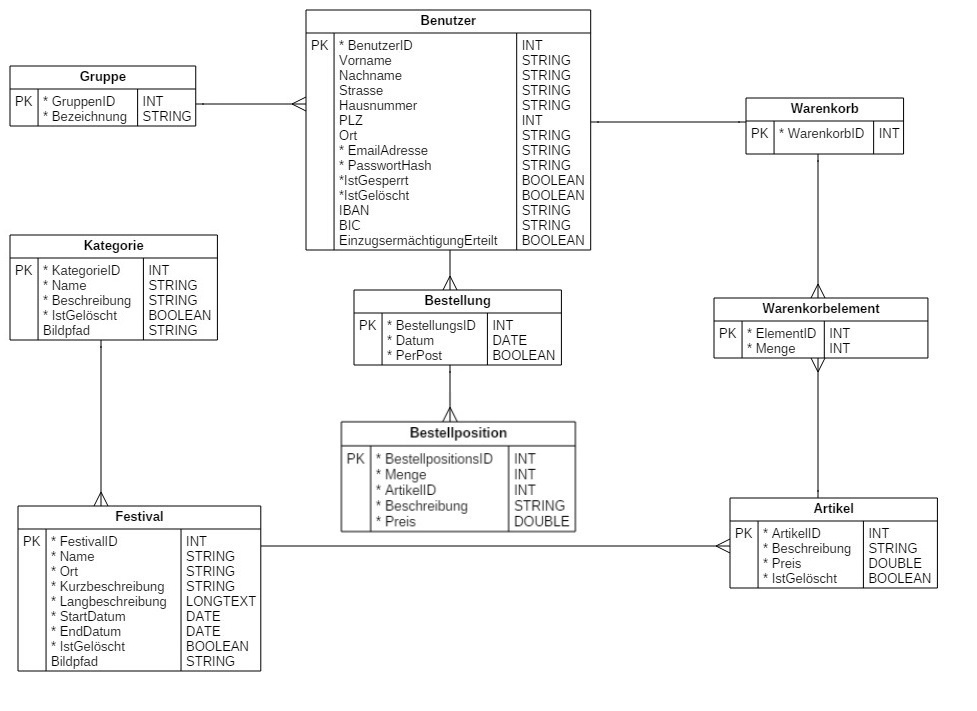 Benutzer
PK * BenutzerID INT
Vorname STRING
Nachname STRING
Strasse STRING
Hausnummer STRING
PLZ INT
Ort STRING
* EmailAdresse STRING
* PasswortHash STRING
*IstGesperrt BOOLEAN
*IstGelöscht BOOLEAN
IBAN STRING
BIC STRING
EinzugsermächtigungErteilt BOOLEAN
Gruppe
PK * GruppenID INT
* Bezeichnung STRING
Warenkorb
PK * WarenkorbID INT
Kategorie
PK * KategorieID INT
* Name STRING
* Beschreibung STRING
* IstGelöscht BOOLEAN
Bildpfad STRING
Bestellung
PK * BestellungsID INT
* Datum DATE
* PerPost BOOLEAN
Warenkorbelement
PK * ElementID INT
* Menge INT
Bestellposition
PK * BestellpositionsID INT
* Menge INT
* ArtikelID INT
* Beschreibung STRING
* Preis DOUBLE
Festival
PK * FestivalID INT
* Name STRING
* Ort STRING
* Kurzbeschreibung STRING
* Langbeschreibung LONGTEXT
* StartDatum DATE
* EndDatum DATE
* IstGelöscht BOOLEAN
Bildpfad STRING
Artikel
PK * ArtikelID INT
* Beschreibung STRING
* Preis DOUBLE
* IstGelöscht BOOLEAN